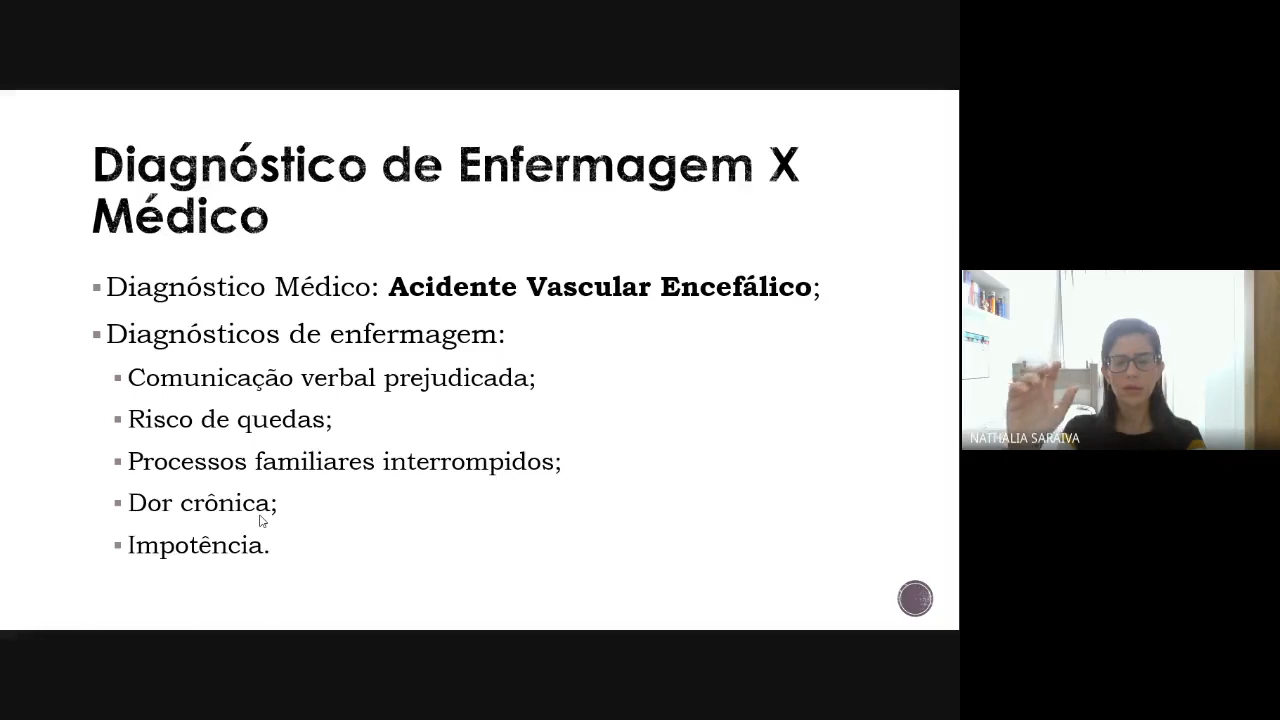 Diagnóstico de Enfermagem X
Médico
Diagnóstico Médico: Acidente Vascular Encefálico;
Diagnósticos de enfermagem:
Comunicação verbal prejudicada;
Risco de quedas;
Processos familiares interrompidos;
Dor crônica;
Impotência.
NATHALIA SARAIVA